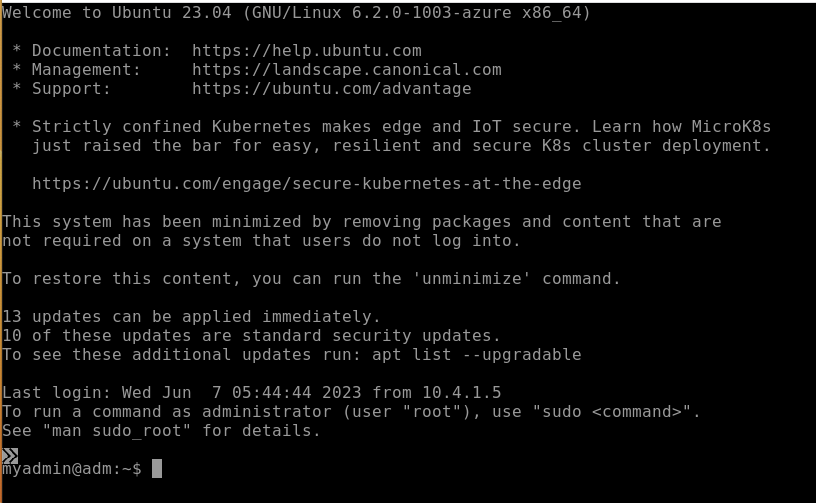 Welcome to Ubuntu 23.04 (GNU/Linux 6.2.0-1003-azure x86_64)
* Documentation:  https://help.ubuntu.com
* Management:     https://landscape.canonical.com
* Support:        https://ubuntu.com/advantage
* Strictly confined Kubernetes makes edge and IoT secure. Learn how MicroK8s
just raised the bar for easy, resilient and secure K8s cluster deployment.
https://ubuntu.com/engage/secure-kubernetes-at-the-edge
This system has been minimized by removing packages and content that are
not required on a system that users do not log into.
To restore this content, you can run the 'unminimize' command.
13 updates can be applied immediately.
10 of these updates are standard security updates.
To see these additional updates run: apt list --upgradable
Last login: Wed Jun  7 05:44:44 2023 from 10.4.1.5
To run a command as administrator (user "root"), use "sudo <command>".
See "man sudo_root" for details.
myadmin@adm:~$